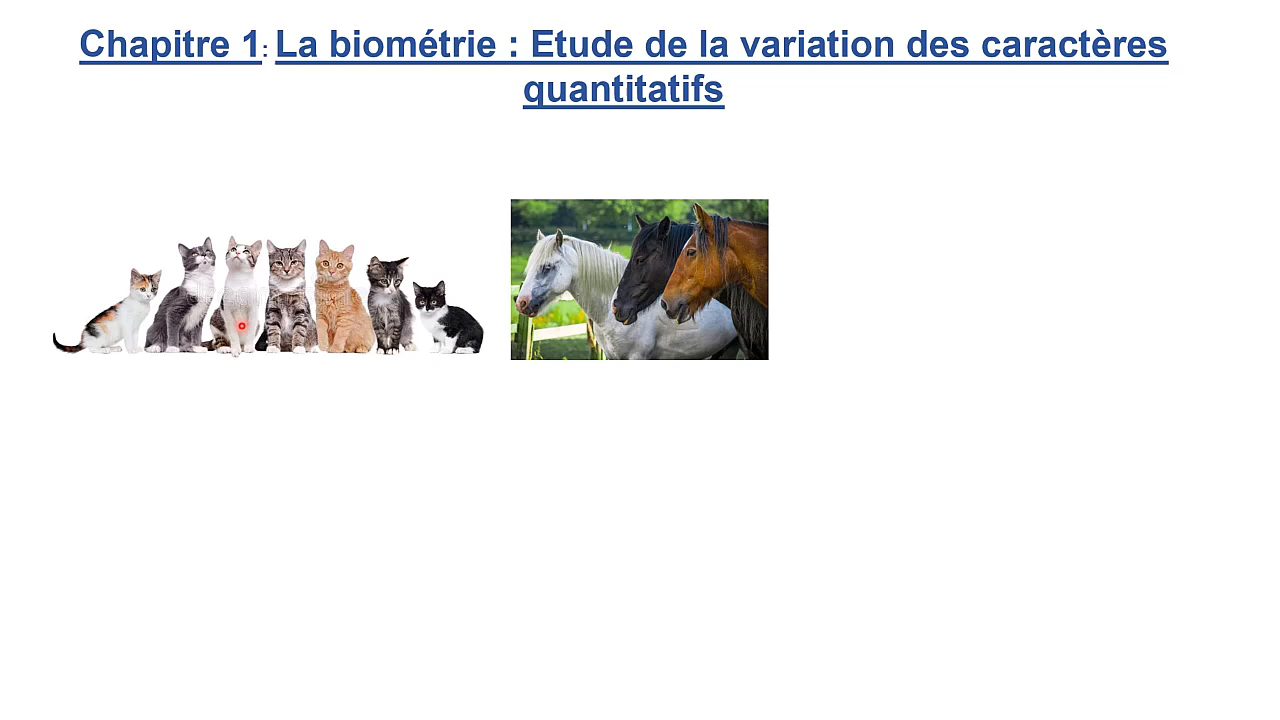 Chapitre 1: La biométrie : Etude de la variation des caractères
quantitatifs